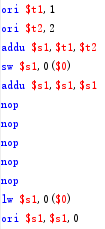 ori $t1,1
ori $t2,2
addu $s1,$t1,$t2
sw $s1,0($0)
addu $s1,$s1,$s1
nop
nop
nop
nop
nop
lw $s1,0($0)
ori $s1,$s1,0